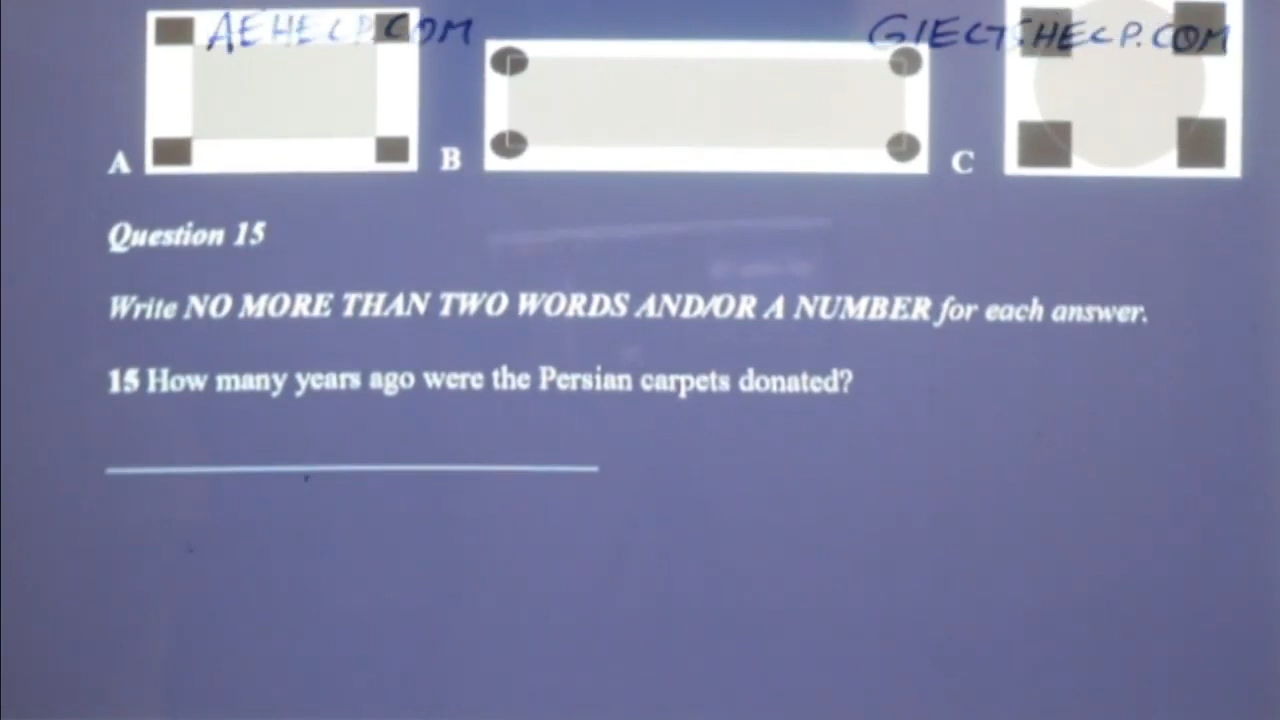 AEHELP.COM
GIELTSHELP.COM
A
B
C
Question 15
Write NO MORE THAN TWO WORDS AND/OR A NUMBER for each answer.
15 How many years ago were the Persian carpets donated?